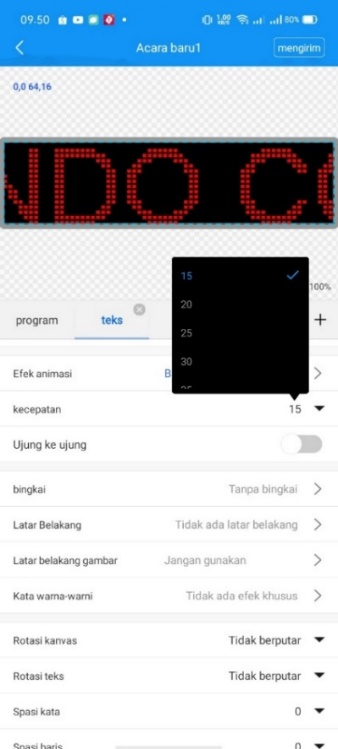 09.50
1,00 KB/S 80%
Acara baru1 mengirim
0,0 64,16
NDO C
15
100%
20
program teks +
25
30
Efek animasi B
kecepatan 15
Ujung ke ujung
bingkai Tanpa bingkai
Latar Belakang Tidak ada latar belakang
Latar belakang gambar Jangan gunakan
Kata warna-warni Tidak ada efek khusus
Rotasi kanvas Tidak berputar
Rotasi teks Tidak berputar
Spasi kata 0
Spasi baris 0